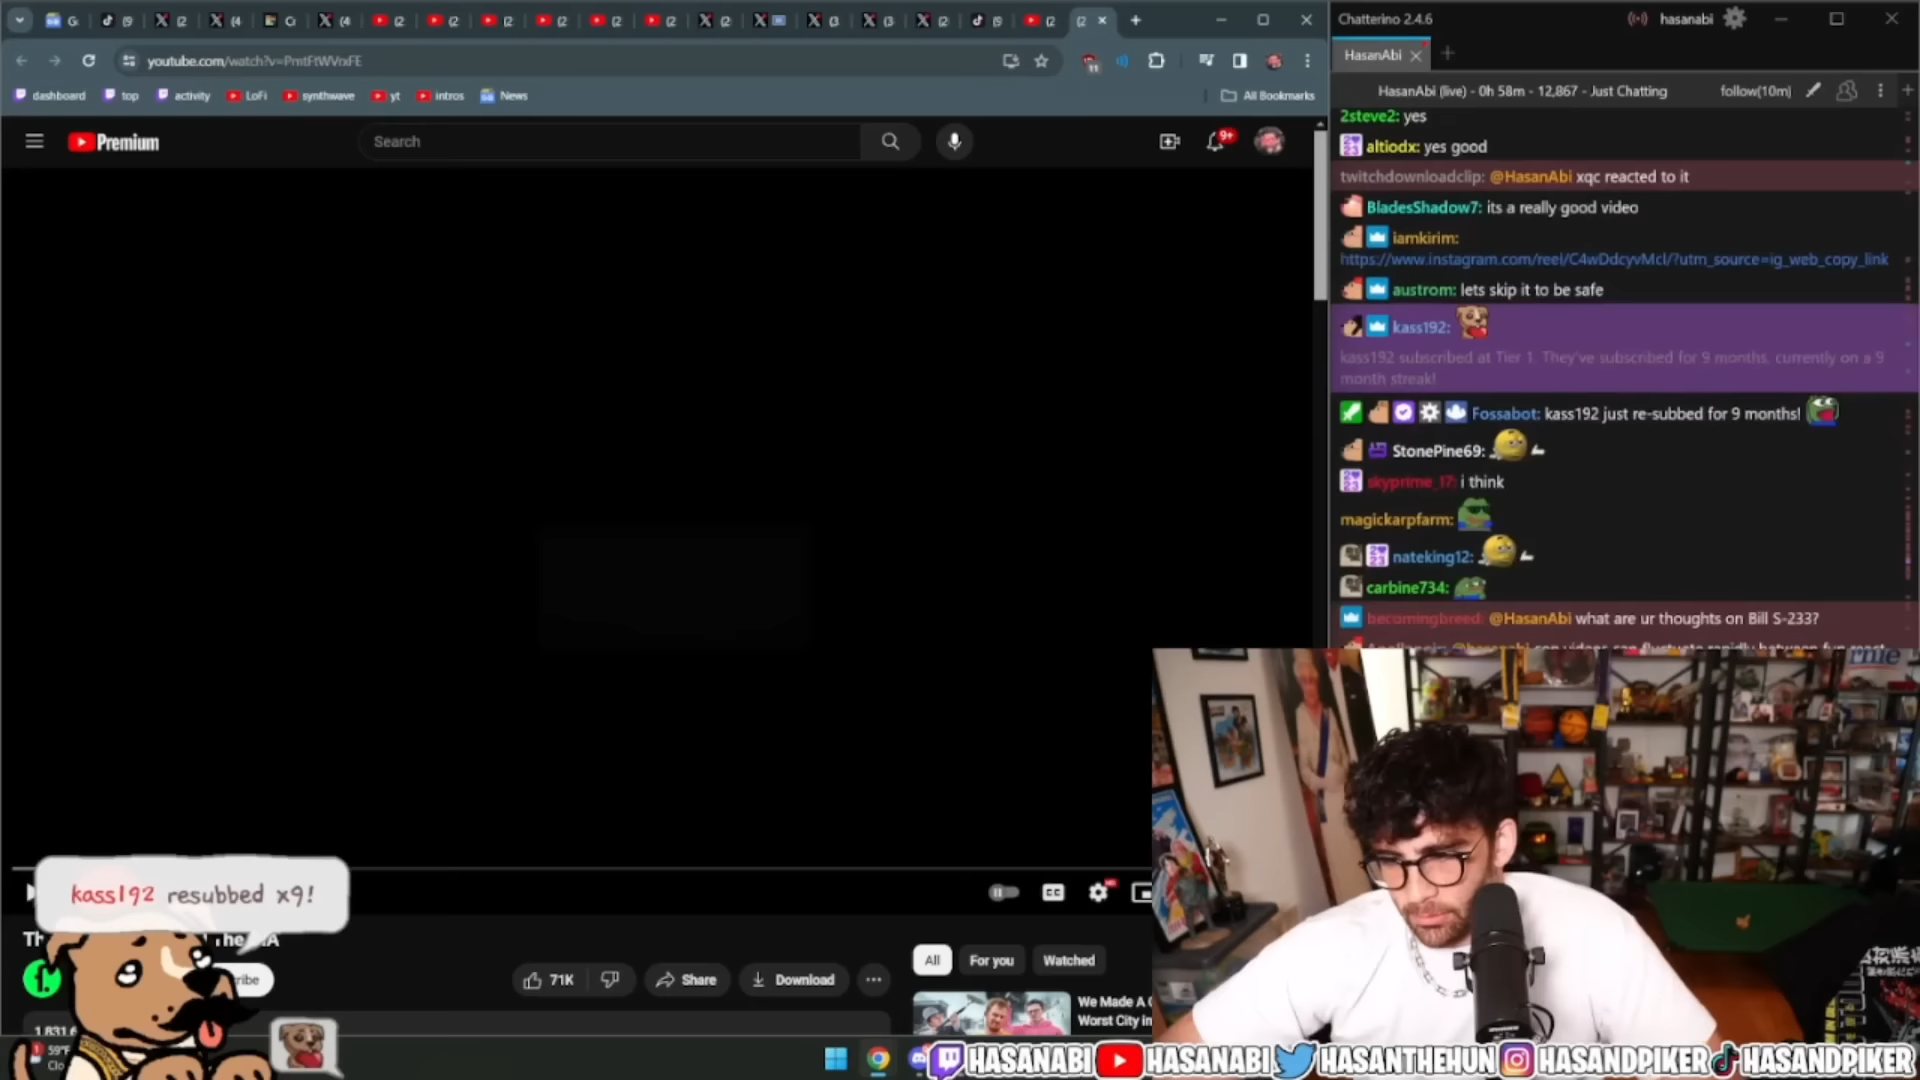 youtube.com/watch?v=PmtFtWVrxFE
dashboard
top
activity
LoFi
synthwave
yt
intros
News
All Bookmarks
Premium
Search
9+
kass192 resubbed x9!
71K
Share
Download
All
For you
Watched
We Made A
Worst City in
59°F
Chatterino 2.4.6
hasanabi
HasanAbi
HasanAbi (live) - 0h 58m - 12,867 - Just Chatting
follow(10m)
2steve2: yes
altiodx: yes good
twitchdownloadclip: @HasanAbi xqc reacted to it
BladesShadow7: its a really good video
iamkirim:
https://www.instagram.com/reel/C4wDdcyvMcl/?utm_source=ig_web_copy_link
austrom: lets skip it to be safe
kass192:
kass192 subscribed at Tier 1. They've subscribed for 9 months, currently on a 9
month streak!
Fossabot: kass192 just re-subbed for 9 months!
StonePine69:
skyprime_17: i think
magickarpfarm:
nateking12:
carbine734:
becomingbreed: @HasanAbi what are ur thoughts on Bill S-233?
HASANABI
HASANABI
HASANTHEHUN
HASANDPIKER
HASANDPIKER